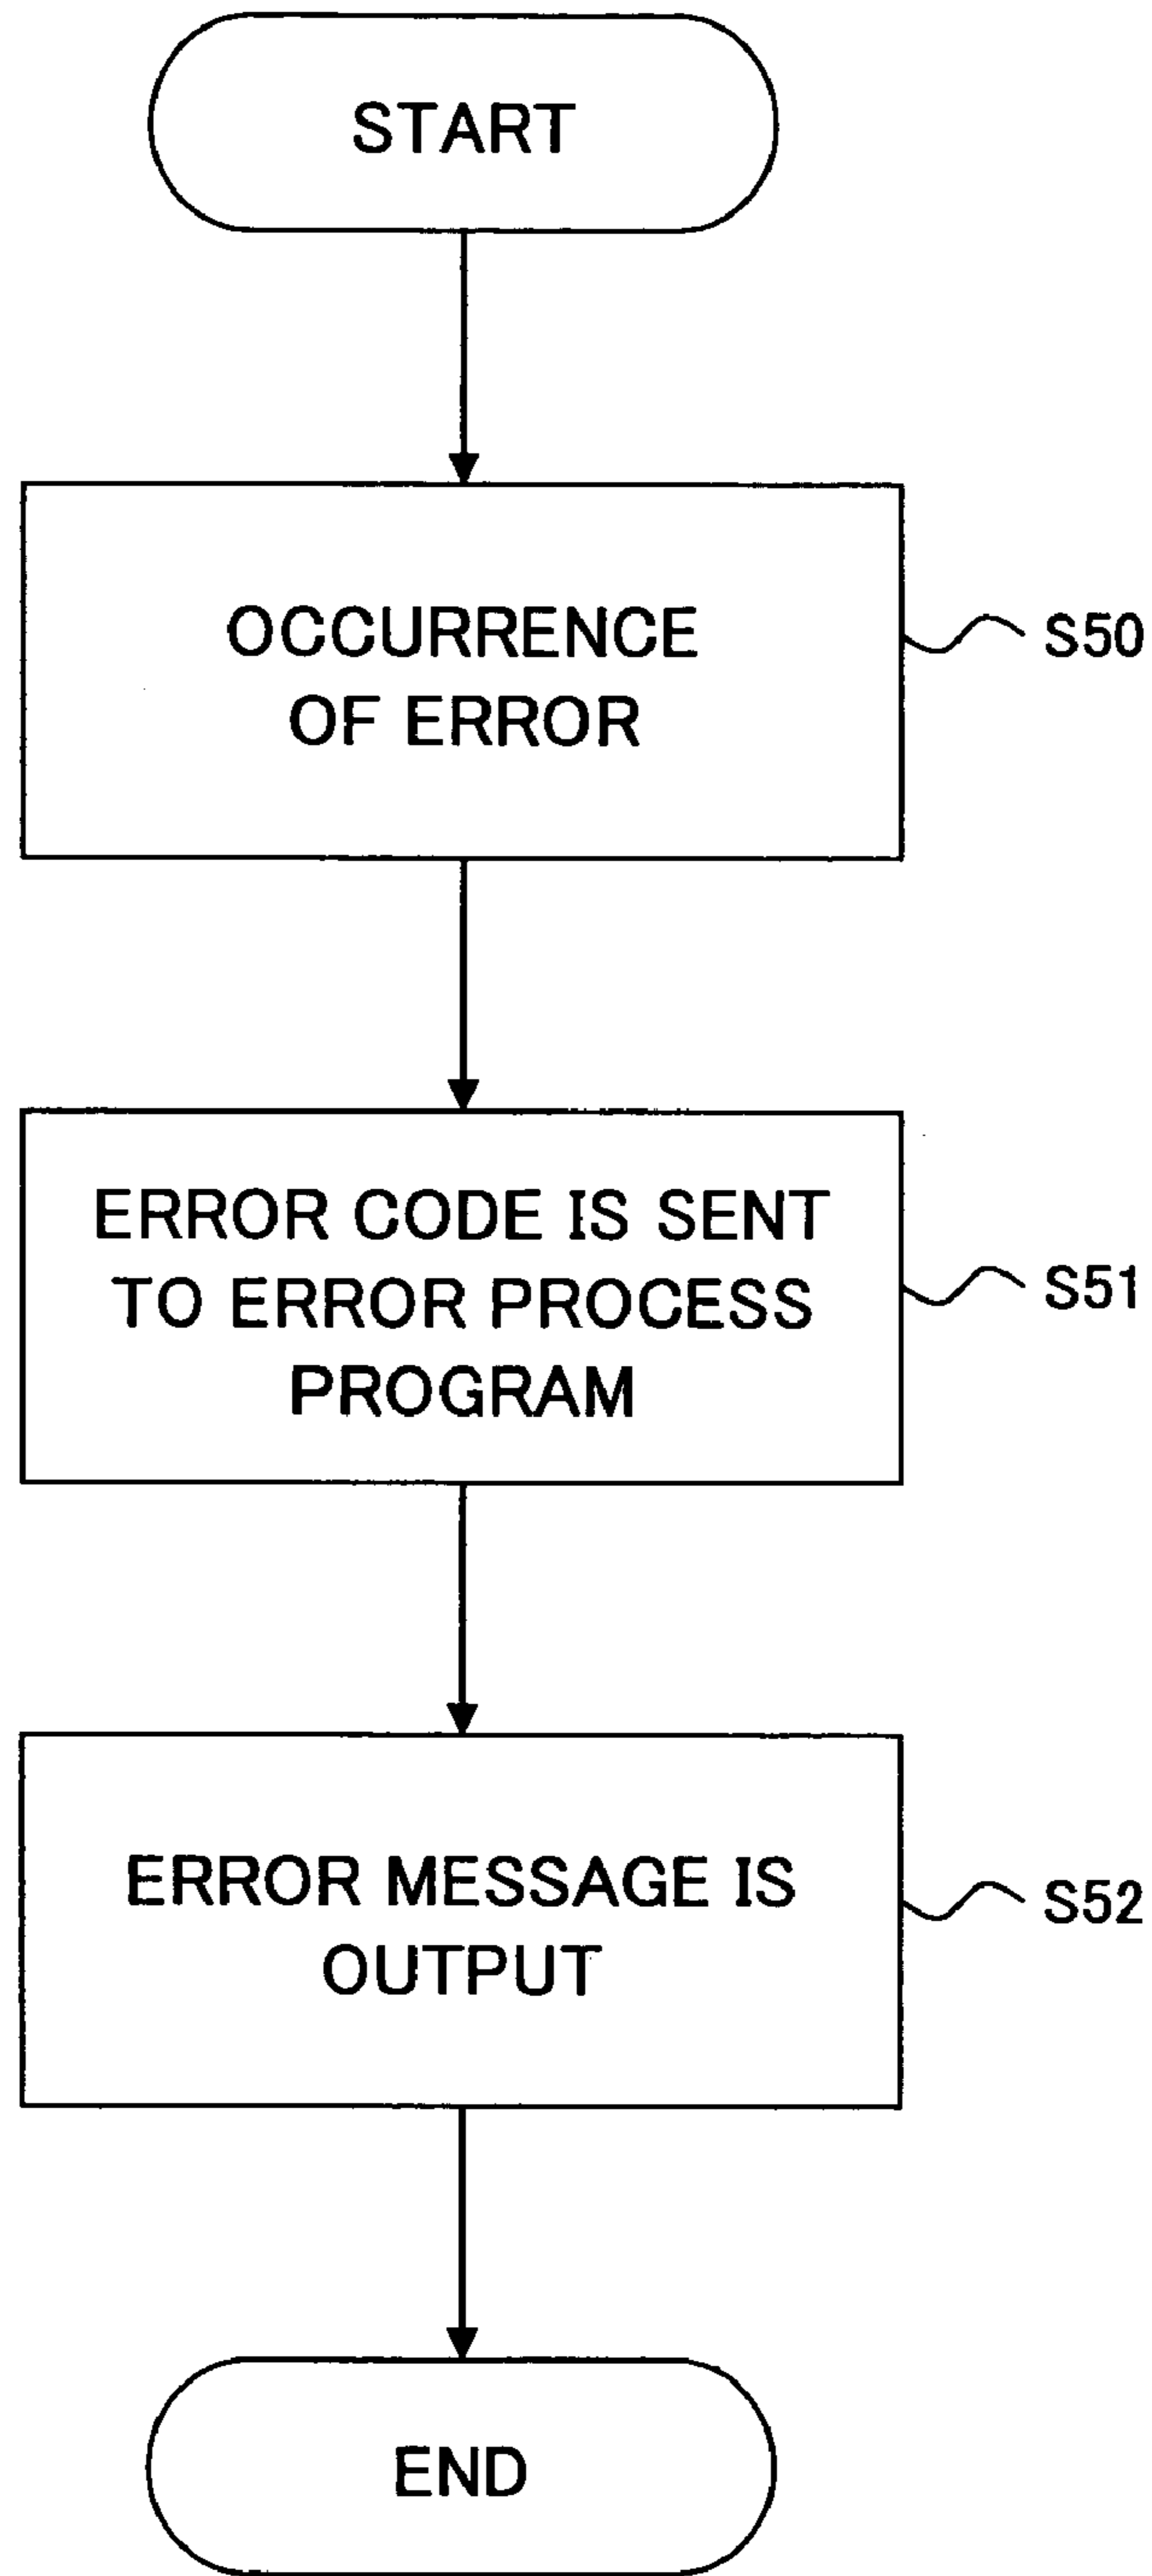 START
OCCURRENCE
OF ERROR
S50
ERROR CODE IS SENT
TO ERROR PROCESS
PROGRAM
S51
ERROR MESSAGE IS
OUTPUT
S52
END